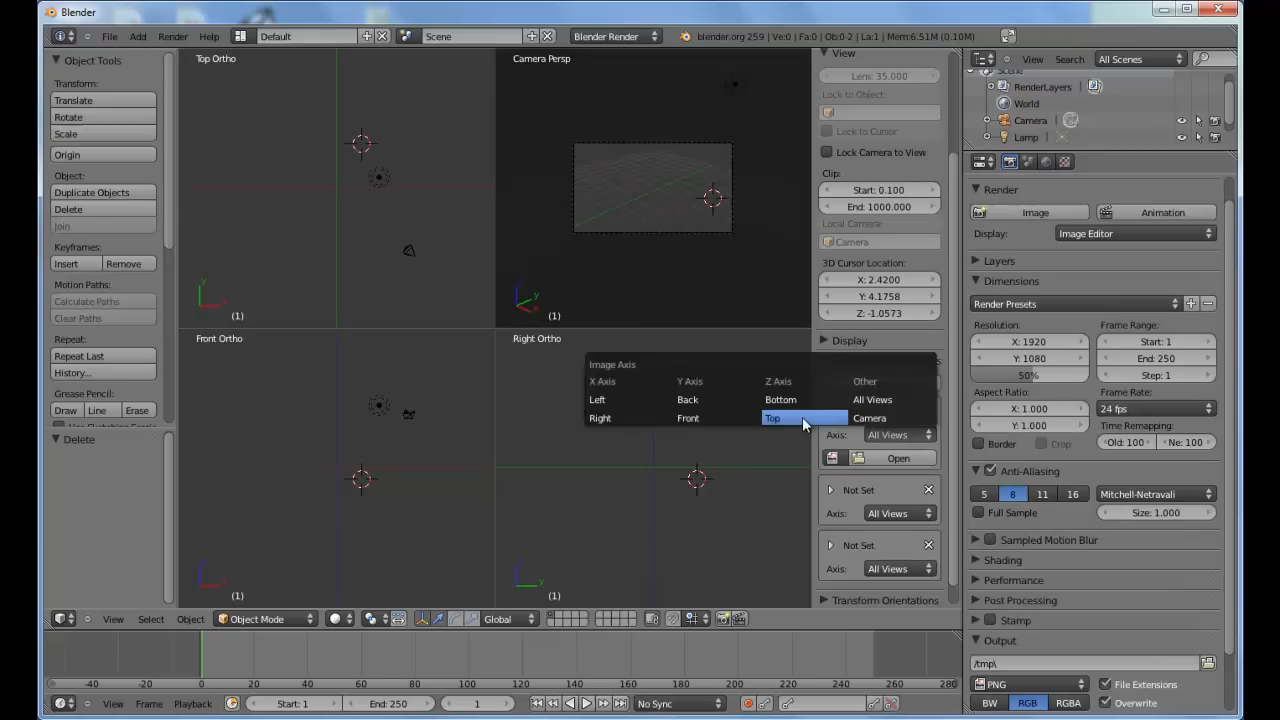 Blender
File Add Render Help Default Scene Blender Render blender.org 259 | Ve:0 | Fa:0 | Ob:0-2 | La:1 | Mem:6.51M (0.10M) View Search All Scenes
Object Tools
Transform:
Translate
Rotate
Scale
Origin
Object:
Duplicate Objects
Delete
Join
Keyframes:
Insert Remove
Motion Paths:
Calculate Paths
Clear Paths
Repeat:
Repeat Last
History...
Grease Pencil:
Draw Line Erase
Delete
Top Ortho
y
x
(1)
Camera Persp
y
(1)
Front Ortho
(1)
Right Ortho
y
(1)
Image Axis
X Axis Y Axis Z Axis Other
Left Back Bottom All Views
Right Front Top Camera
View
Lens: 35.000
Lock to Object:
Lock to Cursor
Lock Camera to View
Clip:
Start: 0.100
End: 1000.000
Local Camera:
Camera
3D Cursor Location:
X: 2.4200
Y: 4.1758
Z: -1.0573
Display
Axis: All Views
Open
Not Set
Axis: All Views
Not Set
Axis: All Views
Transform Orientations
Scene
RenderLayers
World
Camera
Lamp
Render
Image Animation
Display: Image Editor
Layers
Dimensions
Render Presets
Resolution: Frame Range:
X: 1920 Start: 1
Y: 1080 End: 250
50% Step: 1
Aspect Ratio: Frame Rate:
X: 1.000 24 fps
Y: 1.000 Time Remapping
Border Crop Old: 100 Ne: 100
Anti-Aliasing
5 8 11 16 Mitchell-Netravali
Full Sample Size: 1.000
Sampled Motion Blur
Shading
Performance
Post Processing
Stamp
Output
/tmp\
PNG File Extensions
BW RGB RGBA Overwrite
View Select Object Object Mode Global
-40 -20 0 20 40 60 80 100 120 140 160 180 200 220 240 260 280
View Frame Playback Start: 1 End: 250 1 No Sync